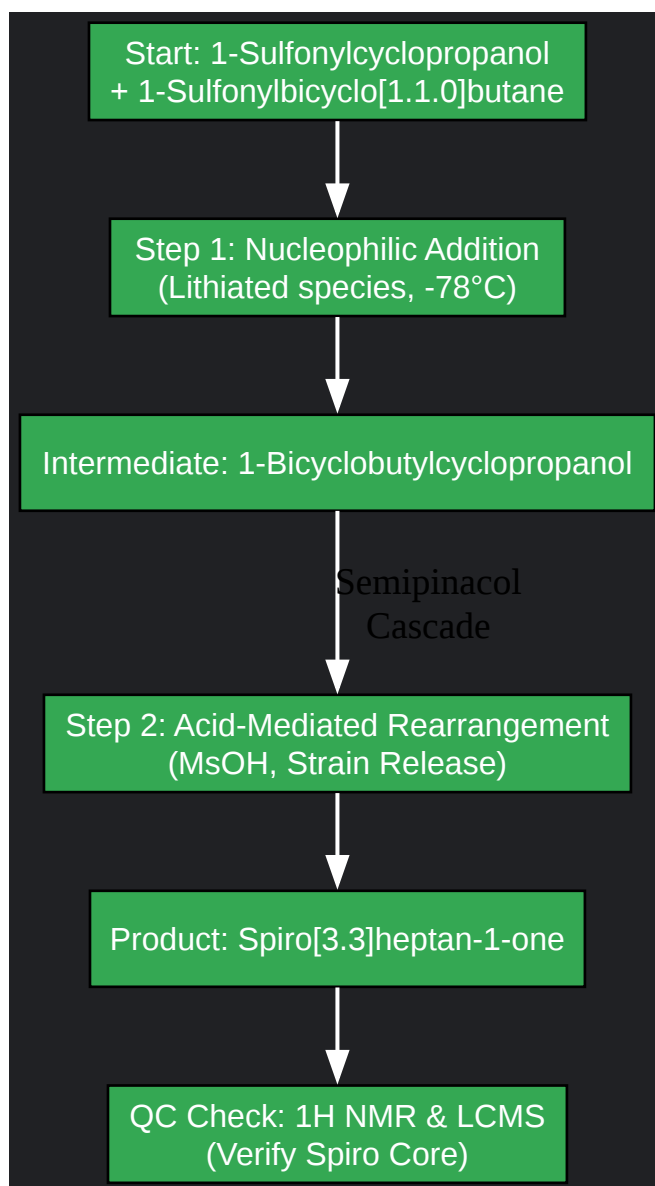 Start: 1-Sulfonylcyclopropanol
+ 1-Sulfonylbicyclo[1.1.0]butane
Step 1: Nucleophilic Addition
(Lithiated species, -78°C)
Intermediate: 1-Bicyclobutylcyclopropanol
Semipinacol
Cascade
Step 2: Acid-Mediated Rearrangement
(MsOH, Strain Release)
Product: Spiro[3.3]heptan-1-one
QC Check: 1H NMR & LCMS
(Verify Spiro Core)